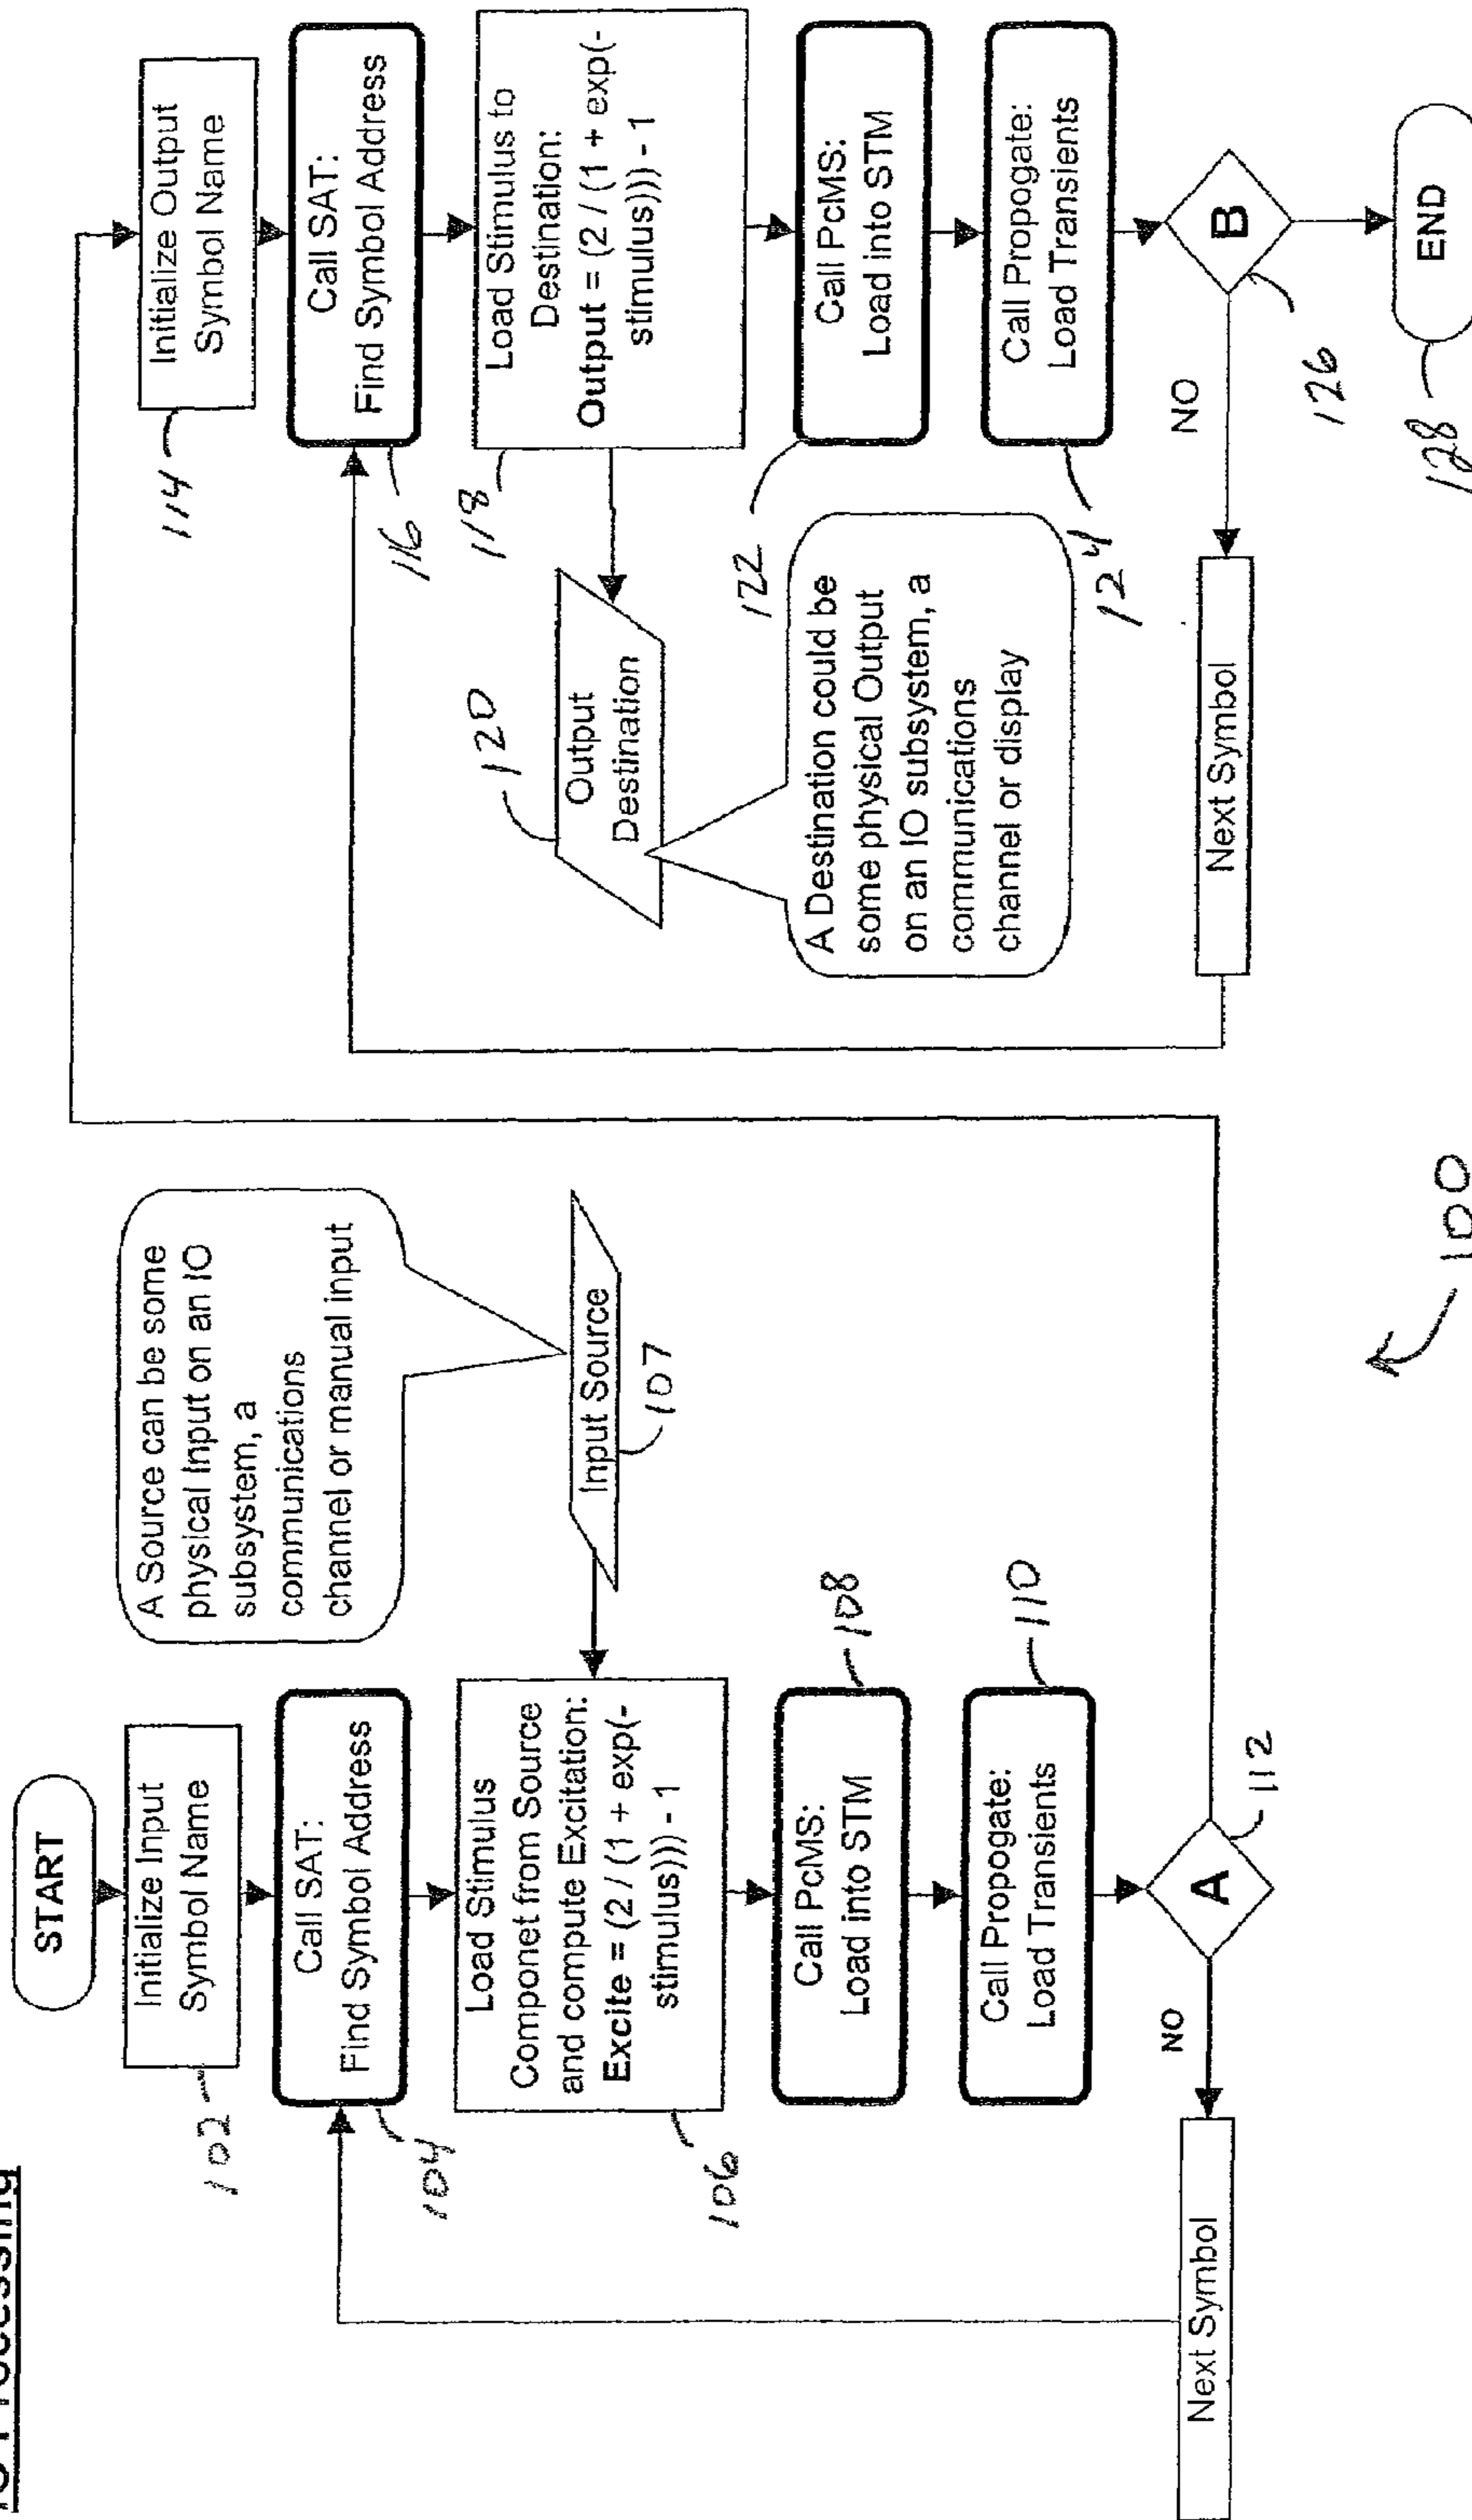 IO Processing
START
Initialize Input
Symbol Name
102
Call SAT:
Find Symbol Address
104
Load Stimulus
Componet from Source
and compute Excitation:
Excite = (2 / (1 + exp(-
stimulus))) - 1
106
A Source can be some
physical Input on an IO
subsystem, a
communications
channel or manual input
Input Source
107
Call PcMS:
Load into STM
108
Call Propogate:
Load Transients
110
A
112
NO
Next Symbol
Initialize Output
Symbol Name
114
Call SAT:
Find Symbol Address
116
Load Stimulus to
Destination:
Output = (2 / (1 + exp(-
stimulus))) - 1
118
Output
Destination
120
A Destination could be
some physical Output
on an IO subsystem, a
communications
channel or display
Call PcMS:
Load into STM
122
Call Propogate:
Load Transients
124
B
126
NO
Next Symbol
END
128
100